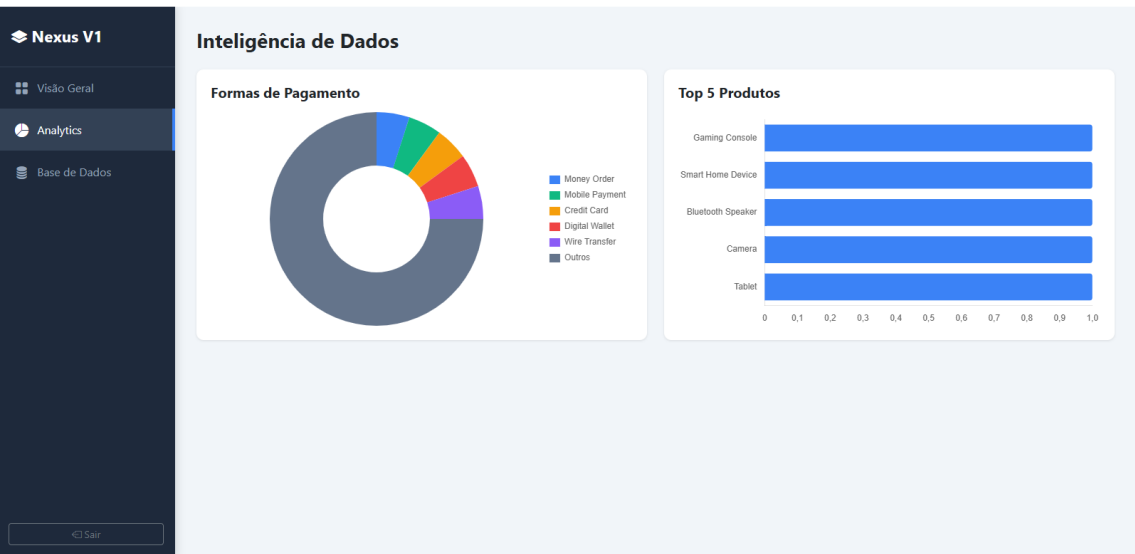 Nexus V1
Visão Geral
Analytics
Base de Dados
Sair
Inteligência de Dados
Formas de Pagamento
Money Order
Mobile Payment
Credit Card
Digital Wallet
Wire Transfer
Outros
Top 5 Produtos
Gaming Console
Smart Home Device
Bluetooth Speaker
Camera
Tablet
0 0,1 0,2 0,3 0,4 0,5 0,6 0,7 0,8 0,9 1,0